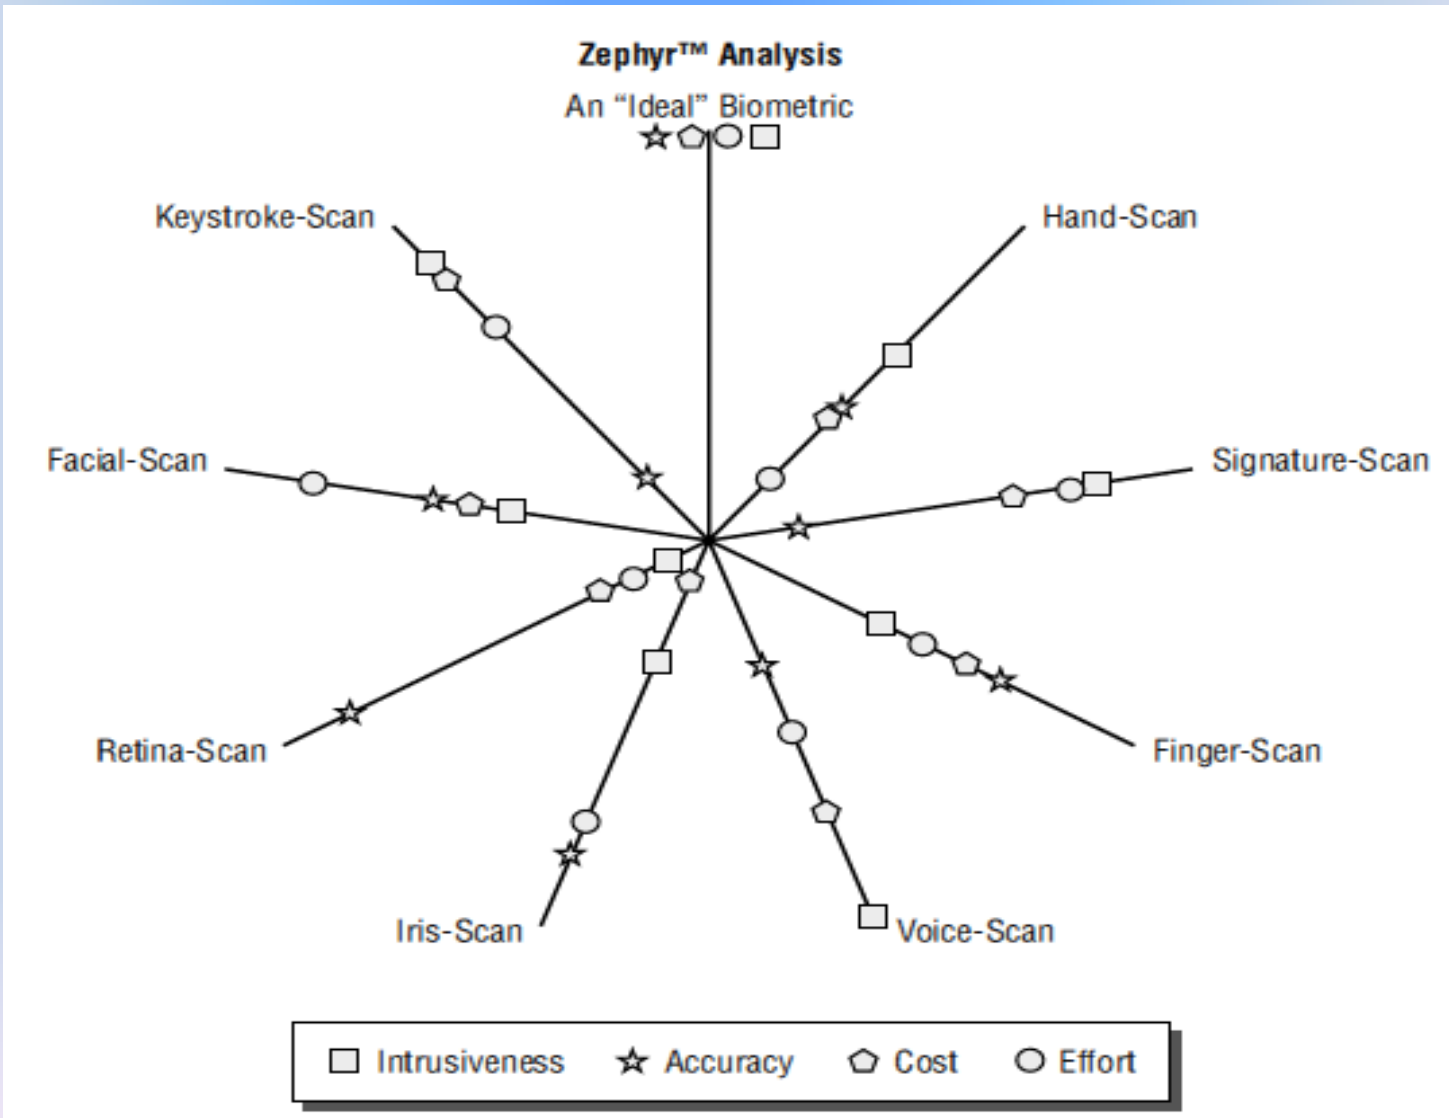 Zephyr™ Analysis
An “Ideal” Biometric
Keystroke-Scan
Hand-Scan
Facial-Scan
Signature-Scan
Retina-Scan
Finger-Scan
Iris-Scan
Voice-Scan
Intrusiveness Accuracy Cost Effort